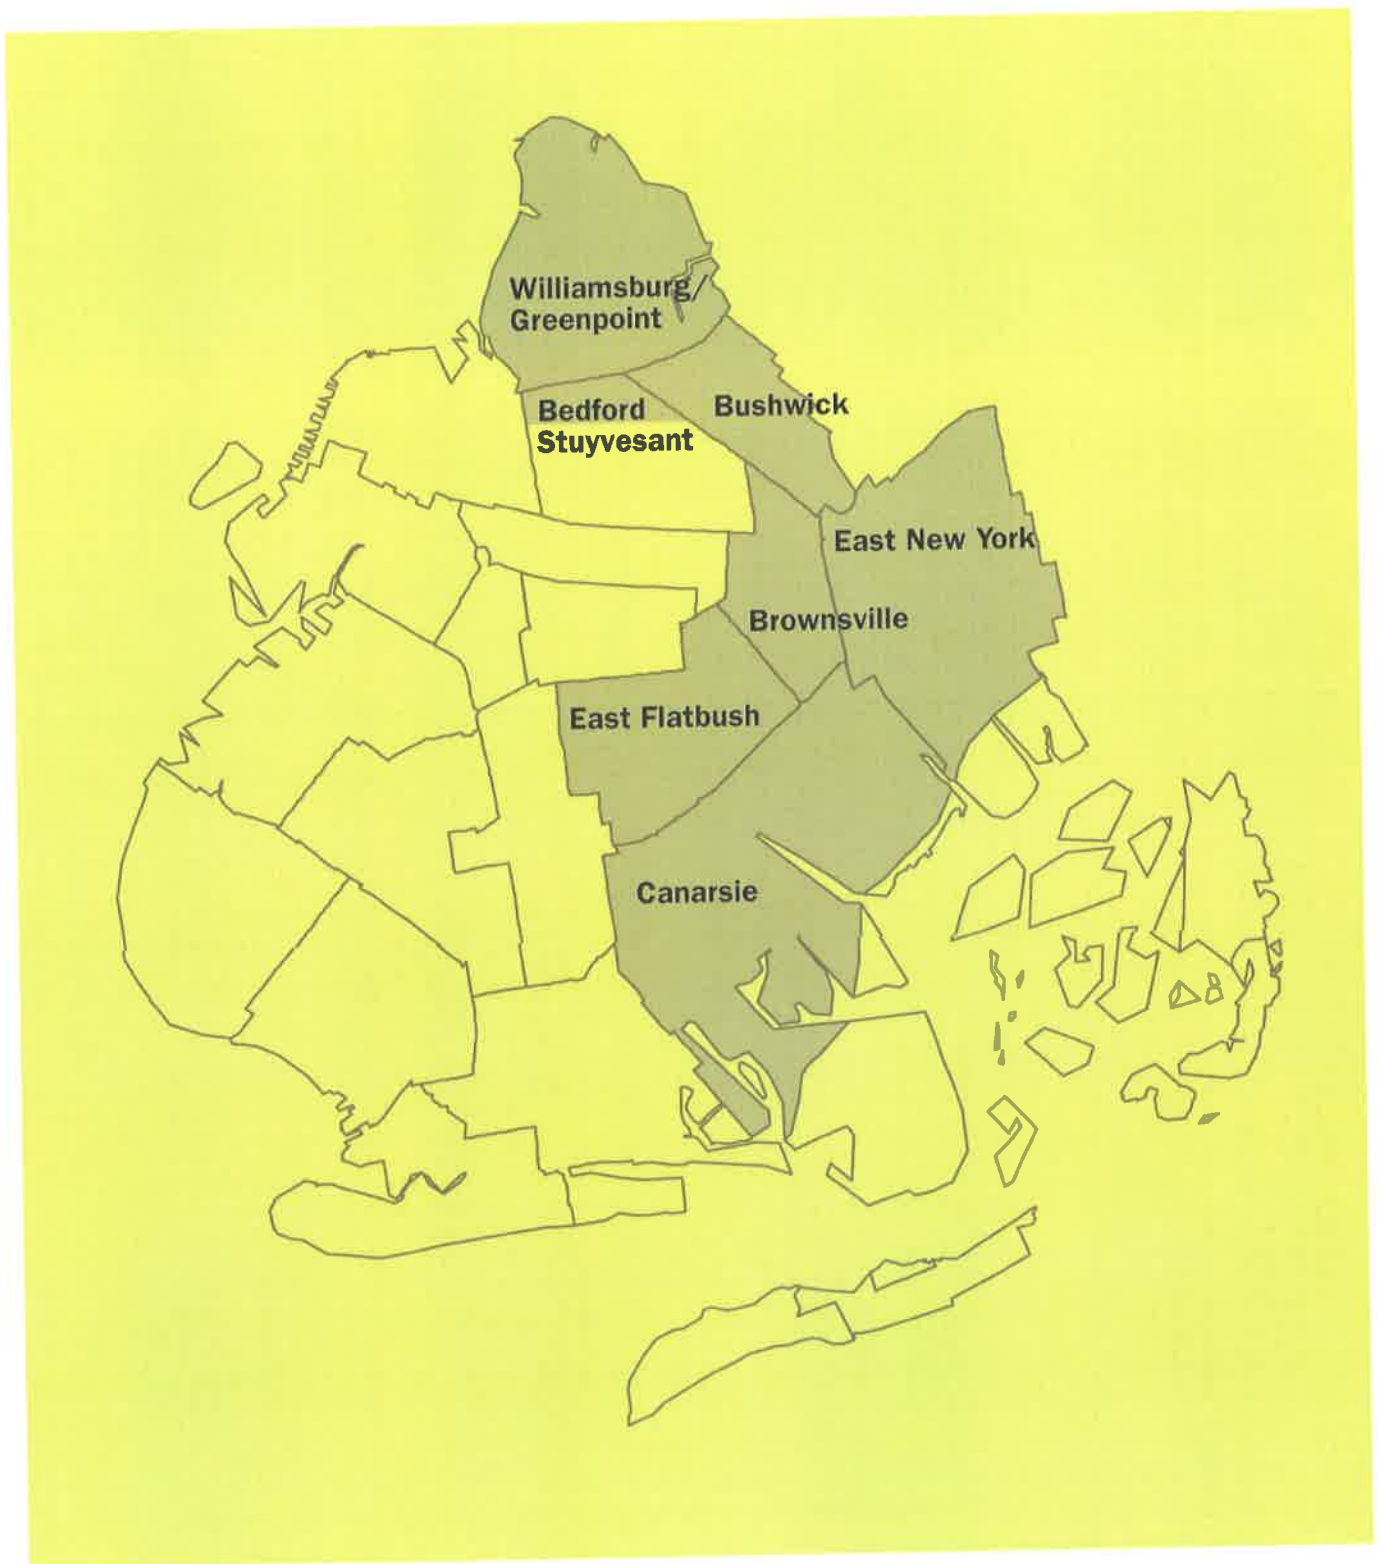 Williamsburg/
Greenpoint
Bedford
Stuyvesant
Bushwick
East New York
Brownsville
East Flatbush
Canarsie